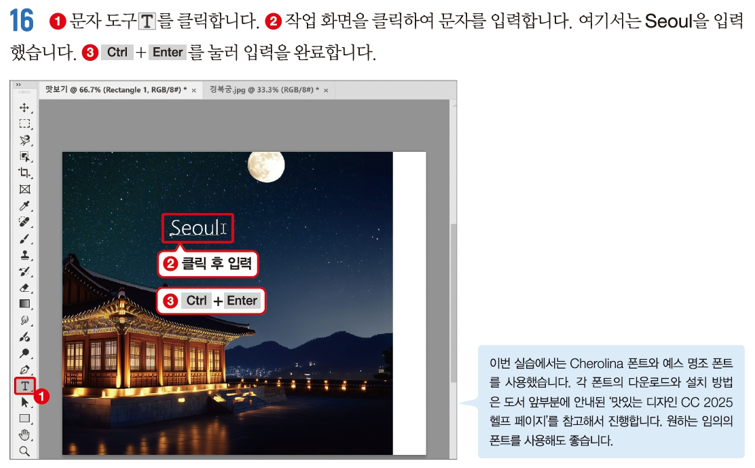 16 ❶ 문자 도구 T 를 클릭합니다. ❷ 작업 화면을 클릭하여 문자를 입력합니다. 여기서는 Seoul을 입력
했습니다. ❸ Ctrl + Enter 를 눌러 입력을 완료합니다.
맛보기 @ 66.7% (Rectangle 1, RGB/8#) * × 경복궁.jpg @ 33.3% (RGB/8#) * ×
Seoul
❷ 클릭 후 입력
❸ Ctrl + Enter
T
❶
이번 실습에서는 Cherolina 폰트와 예스 명조 폰트
를 사용했습니다. 각 폰트의 다운로드와 설치 방법
은 도서 앞부분에 안내된 '맛있는 디자인 CC 2025
헬프 페이지'를 참고해서 진행합니다. 원하는 임의의
폰트를 사용해도 좋습니다.